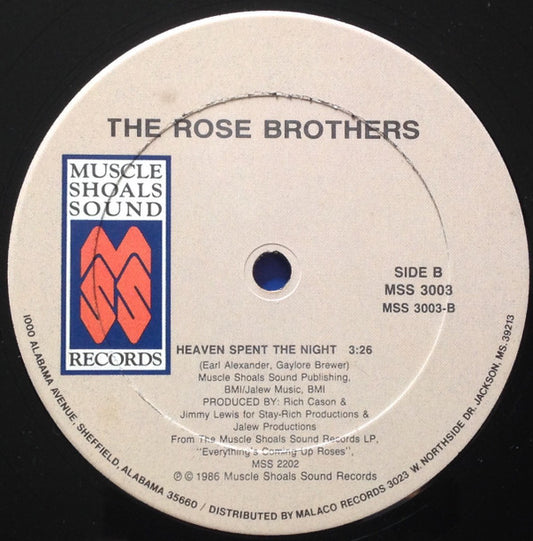 THE ROSE BROTHERS
MUSCLE
SHOALS
SOUND
MSS
RECORDS
SIDE B
MSS 3003
MSS 3003-B
HEAVEN SPENT THE NIGHT 3:26
(Earl Alexander, Gaylore Brewer)
Muscle Shoals Sound Publishing,
BMI/Jalew Music, BMI
PRODUCED BY: Rich Cason &
Jimmy Lewis for Stay-Rich Productions &
Jalew Productions
From The Muscle Shoals Sound Records LP,
"Everything's Coming Up Roses",
MSS 2202
℗ © 1986 Muscle Shoals Sound Records
1000 ALABAMA AVENUE, SHEFFIELD, ALABAMA 35660 / DISTRIBUTED BY MALACO RECORDS 3023 W. NORTHSIDE DR. JACKSON, MS. 39213